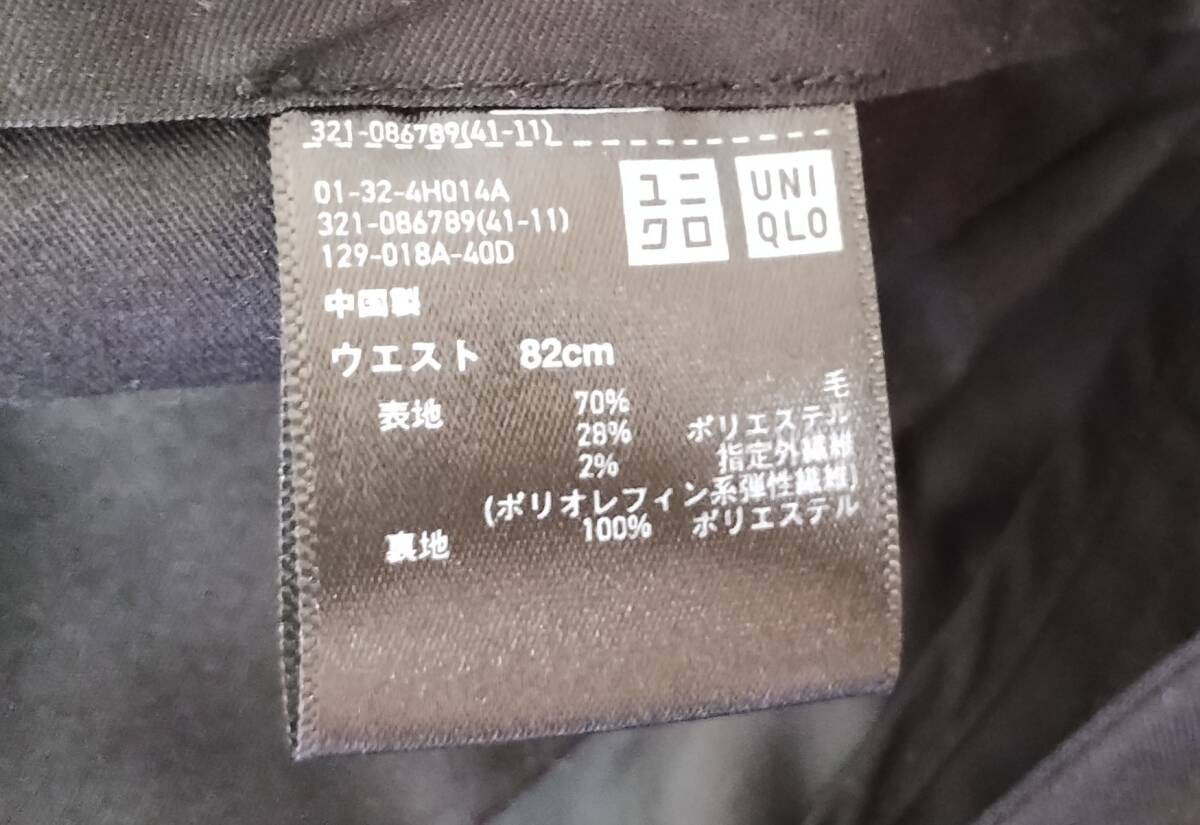 321-086789(41-11)
01-32-4H014A
321-086789(41-11)
129-018A-40D
ユニクロ
UNIQLO
中国製
ウエスト 82cm
表地 70% 毛
28% ポリエステル
2% 指定外繊維
(ポリオレフィン系弾性繊維)
裏地 100% ポリエステル